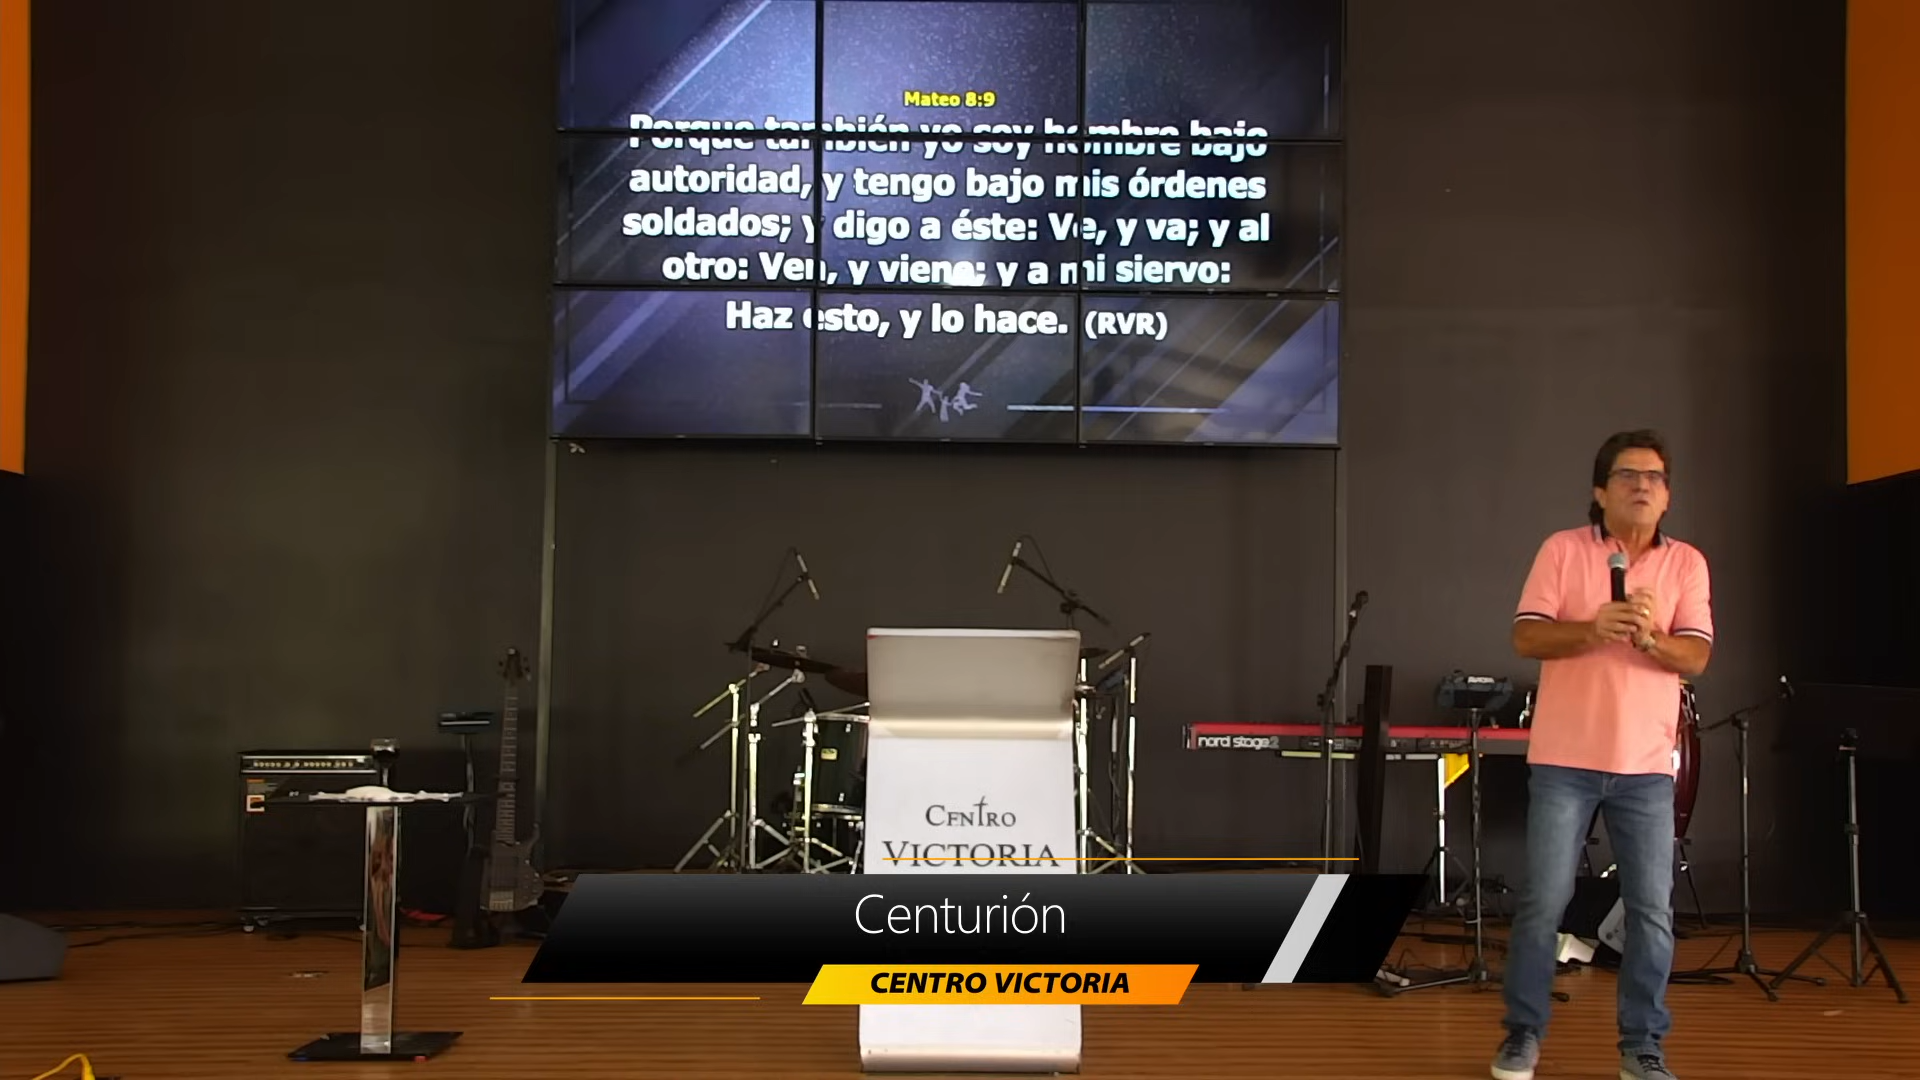 Mateo 8:9
Porque también yo soy hombre bajo
autoridad, y tengo bajo mis órdenes
soldados; y digo a éste: Ve, y va; y al
otro: Ven, y viene; y a mi siervo:
Haz esto, y lo hace. (RVR)
nord stage 2
CENTRO
VICTORIA
Centurión
CENTRO VICTORIA